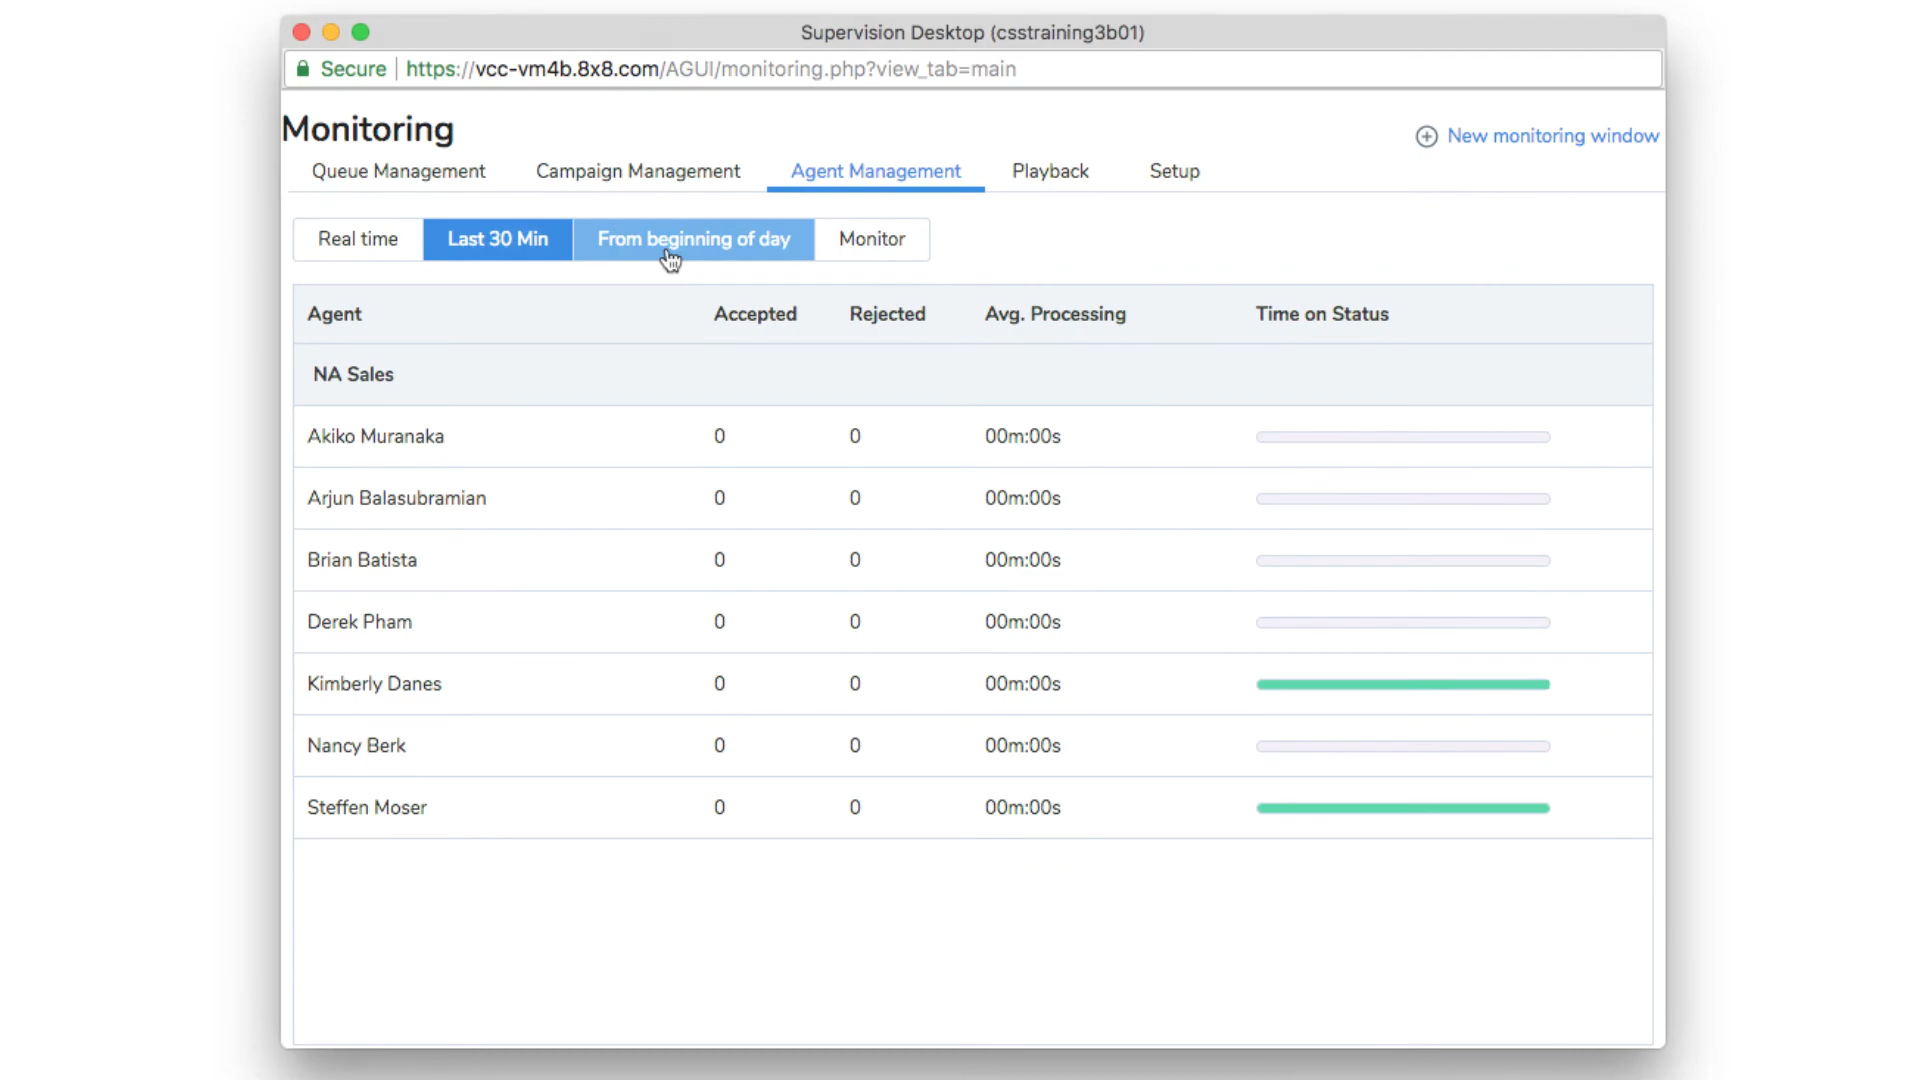 Supervision Desktop (csstraining3b01)
Secure https://vcc-vm4b.8x8.com/AGUI/monitoring.php?view_tab=main
Monitoring
New monitoring window
Queue Management Campaign Management Agent Management Playback Setup
Real time Last 30 Min From beginning of day Monitor
Agent Accepted Rejected Avg. Processing Time on Status
NA Sales
Akiko Muranaka 0 0 00m:00s
Arjun Balasubramian 0 0 00m:00s
Brian Batista 0 0 00m:00s
Derek Pham 0 0 00m:00s
Kimberly Danes 0 0 00m:00s
Nancy Berk 0 0 00m:00s
Steffen Moser 0 0 00m:00s